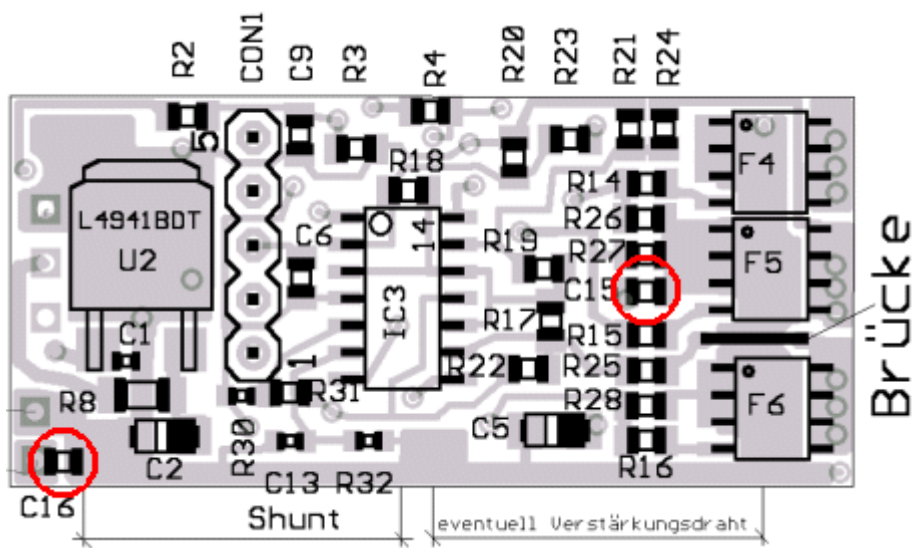 R2
CON1
C9
R3
R4
R20
R23
R21
R24
5
R18
R14
F4
L4941BDT
U2
14
R26
C6
R19
R27
F5
C15
IC3
Brücke
R17
R15
C1
1
R22
R25
R31
R8
R28
F6
C5
R30
C2
R16
C13
R32
C16
Shunt
eventuell Verstärkungsdraht